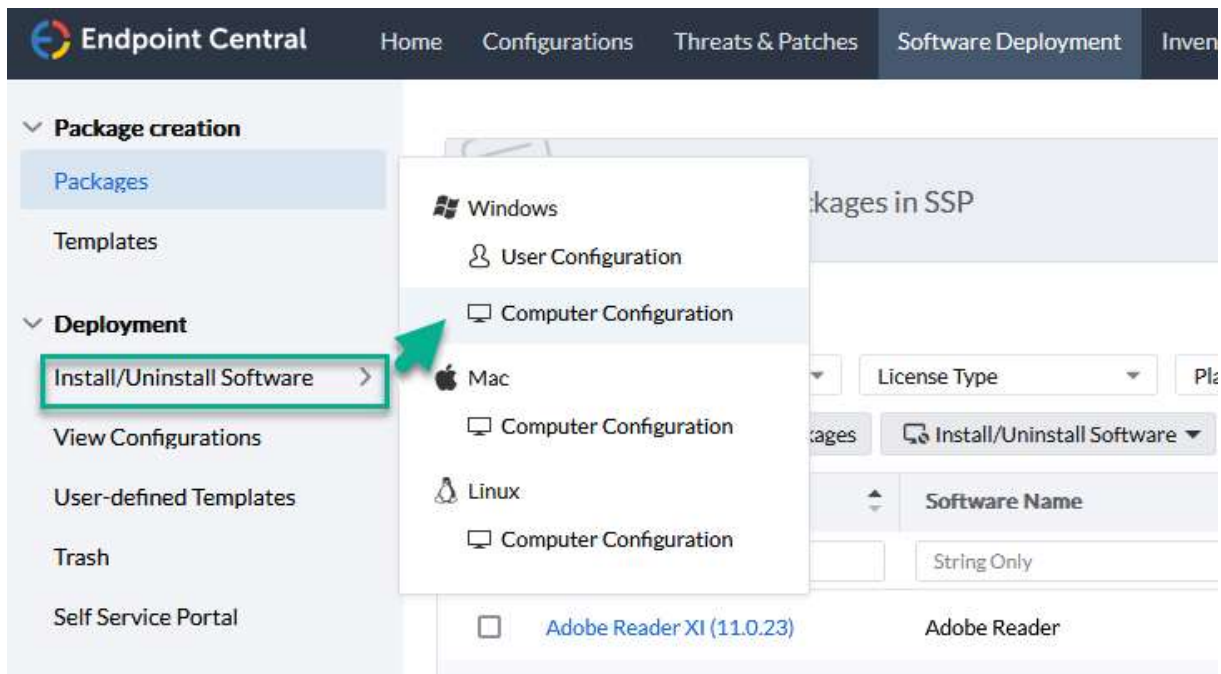 Endpoint Central Home Configurations Threats & Patches Software Deployment Inven
Package creation
Packages
Templates
Deployment
Install/Uninstall Software
View Configurations
User-defined Templates
Trash
Self Service Portal
Windows
User Configuration
Computer Configuration
Mac
Computer Configuration
Linux
Computer Configuration
kages in SSP
License Type Pla
kages Install/Uninstall Software
Software Name
String Only
Adobe Reader XI (11.0.23) Adobe Reader